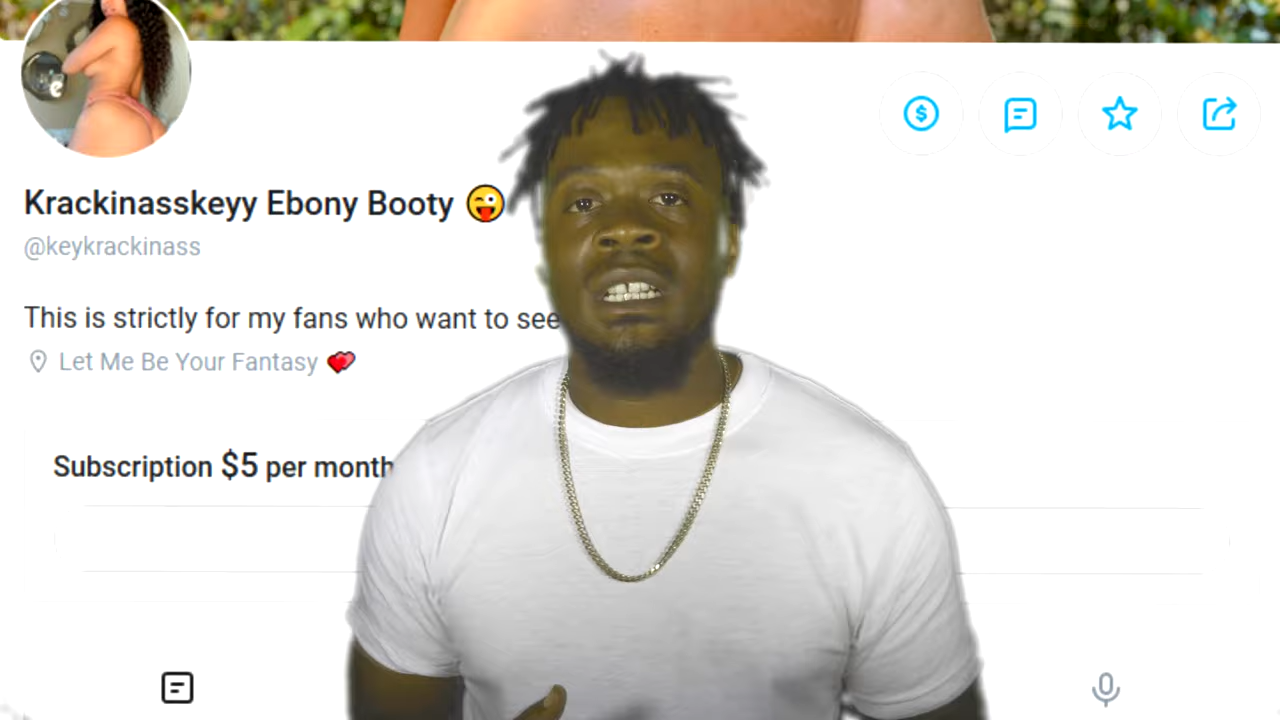 Krackinasskeyy Ebony Booty 😜
@keykrackinass
This is strictly for my fans who want to see
Let Me Be Your Fantasy 💕
Subscription $5 per month